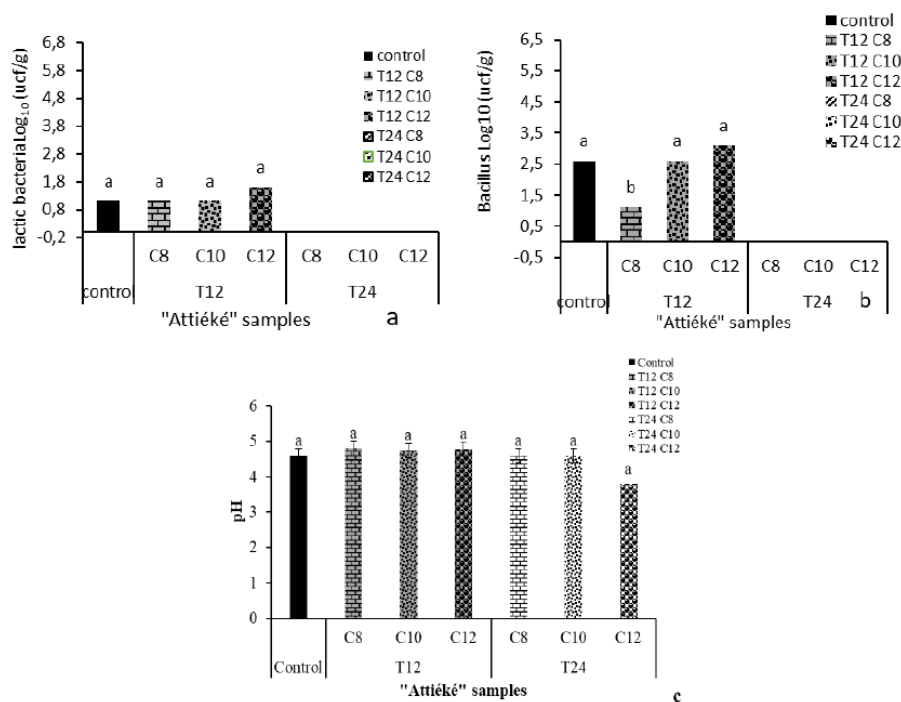 lactic bacteriaLog10 (ucf/g)
6,8
5,8
4,8
3,8
2,8
1,8
0,8
-0,2
a a a a
control
T12 C8
T12 C10
T12 C12
T24 C8
T24 C10
T24 C12
C8 C10 C12 C8 C10 C12
control T12 T24
"Attiéké" samples a
Bacillus Log10 (ucf/g)
6,5
5,5
4,5
3,5
2,5
1,5
0,5
-0,5
a b a a
b
control
T12 C8
T12 C10
T12 C12
T24 C8
T24 C10
T24 C12
C8 C10 C12 C8 C10 C12
control T12 T24 b
"Attiéké" samples
Control
T12 C8
T12 C10
T12 C12
T24 C8
T24 C10
T24 C12
pH
6
5
4
3
2
1
0
a a a a a a a
C8 C10 C12 C8 C10 C12
Control T12 T24
"Attiéké" samples c